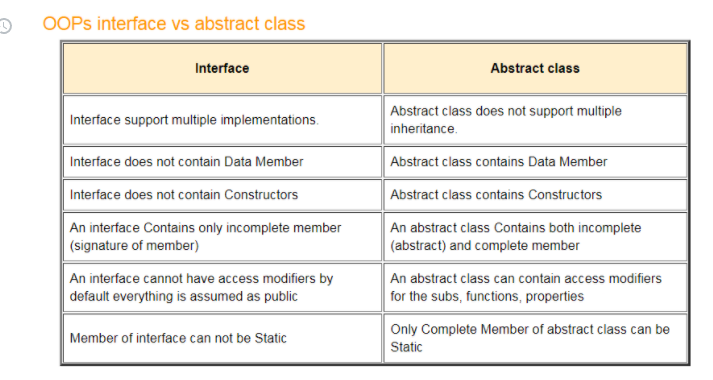 OOPs interface vs abstract class
Interface
Abstract class
Interface support multiple implementations.
Abstract class does not support multiple
inheritance.
Interface does not contain Data Member
Abstract class contains Data Member
Interface does not contain Constructors
Abstract class contains Constructors
An interface Contains only incomplete member
(signature of member)
An abstract class Contains both incomplete
(abstract) and complete member
An interface cannot have access modifiers by
default everything is assumed as public
An abstract class can contain access modifiers
for the subs, functions, properties
Member of interface can not be Static
Only Complete Member of abstract class can be
Static